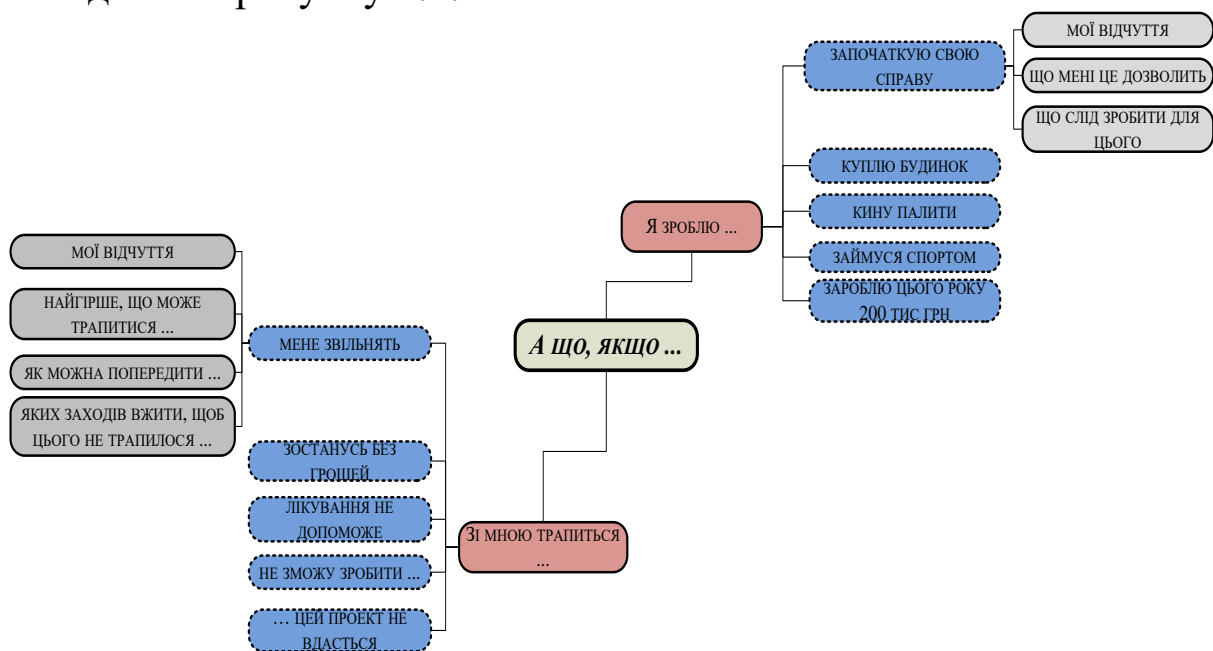 МОЇ ВІДЧУТТЯ
ЗАПОЧАТКУЮ СВОЮ
СПРАВУ
ЩО МЕНІ ЦЕ ДОЗВОЛИТЬ
ЩО СЛІД ЗРОБИТИ ДЛЯ
ЦЬОГО
КУПЛЮ БУДИНОК
КИНУ ПАЛИТИ
Я ЗРОБЛЮ ...
ЗАЙМУСЯ СПОРТОМ
ЗАРОБЛЮ ЦЬОГО РОКУ
200 ТИС ГРН
А ЩО, ЯКЩО ...
МОЇ ВІДЧУТТЯ
НАЙГІРШЕ, ЩО МОЖЕ
ТРАПИТИСЯ ...
МЕНЕ ЗВІЛЬНЯТЬ
ЯК МОЖНА ПОПЕРЕДИТИ ...
ЯКИХ ЗАХОДІВ ВЖИТИ, ЩОБ
ЦЬОГО НЕ ТРАПИЛОСЯ ...
ЗОСТАНУСЬ БЕЗ
ГРОШЕЙ
ЛІКУВАННЯ НЕ
ДОПОМОЖЕ
ЗІ МНОЮ ТРАПИТЬСЯ
...
НЕ ЗМОЖУ ЗРОБИТИ ...
... ЦЕЙ ПРОЕКТ НЕ
ВДАСТЬСЯ